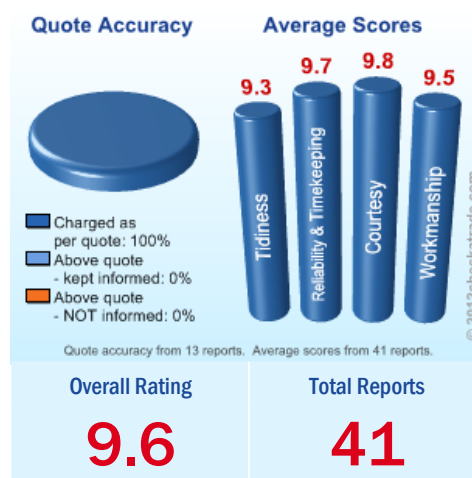 Quote Accuracy
Average Scores
9.3
9.7
9.8
9.5
Tidiness
Reliability & Timekeeping
Courtesy
Workmanship
Charged as
per quote: 100%
Above quote
- kept informed: 0%
Above quote
- NOT informed: 0%
© 2013checkatrade.com
Quote accuracy from 13 reports. Average scores from 41 reports.
Overall Rating
Total Reports
9.6
41